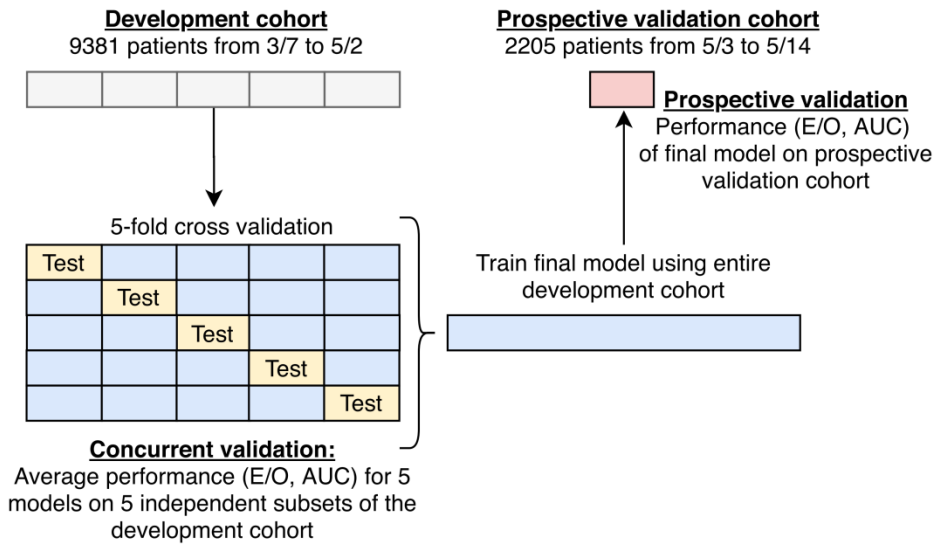 Development cohort
9381 patients from 3/7 to 5/2
Prospective validation cohort
2205 patients from 5/3 to 5/14
Prospective validation
Performance (E/O, AUC)
of final model on prospective
validation cohort
5-fold cross validation
Test
Test
Test
Test
Test
Train final model using entire
development cohort
Concurrent validation:
Average performance (E/O, AUC) for 5
models on 5 independent subsets of the
development cohort